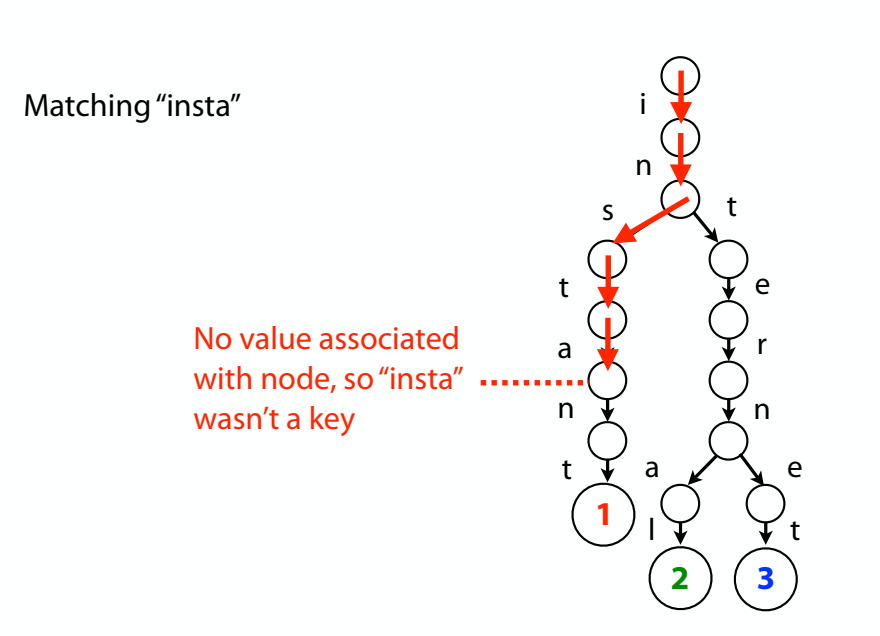 Matching “insta”
i
n
s
t
t
e
a
r
No value associated
with node, so “insta”
wasn’t a key
n
n
t
a
e
l
t
1
2
3